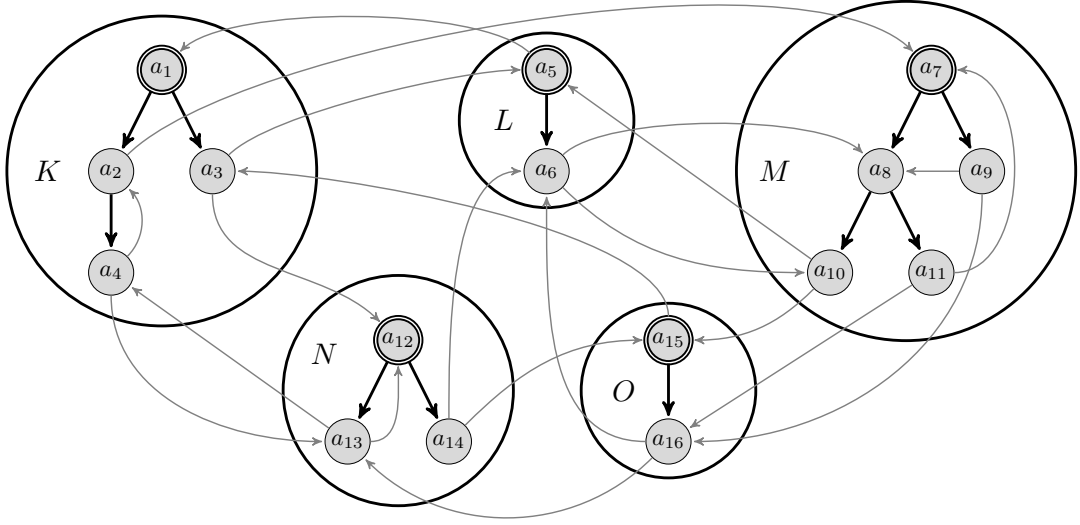 a₁ a₅ a₇
L
K a₂ a₃ a₆ M a₈ a₉
a₄ a₁₀ a₁₁
N a₁₂ a₁₅
O
a₁₃ a₁₄ a₁₆